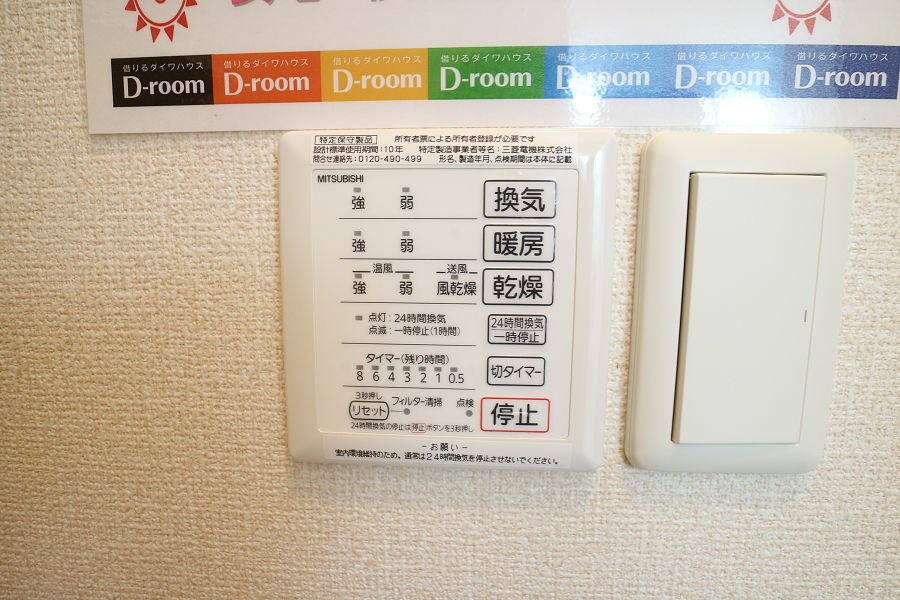 借りるダイワハウス 借りるダイワハウス 借りるダイワハウス 借りるダイワハウス 借りるダイワハウス 借りるダイワハウス 借りるダイワハウス
D-room D-room D-room D-room D-room D-room D-room
特定保守製品 所有者票による所有者登録が必要です
設計標準使用期間:10年 特定製造事業者等名:三菱電機株式会社
問合せ連絡先:0120-490-499 形名、製造年月、点検期間は本体に記載
MITSUBISHI
強 弱 換気
強 弱 暖房
温風 送風
強 弱 風乾燥 乾燥
点灯:24時間換気
点滅:一時停止(1時間)
24時間換気
一時停止
タイマー(残り時間)
8 6 4 3 2 1 0.5
切タイマー
3秒押し
リセット フィルター清掃 点検
停止
24時間換気の停止は停止ボタンを3秒押し
-お願い-
室内環境維持のため、通常は24時間換気を停止させないでください。